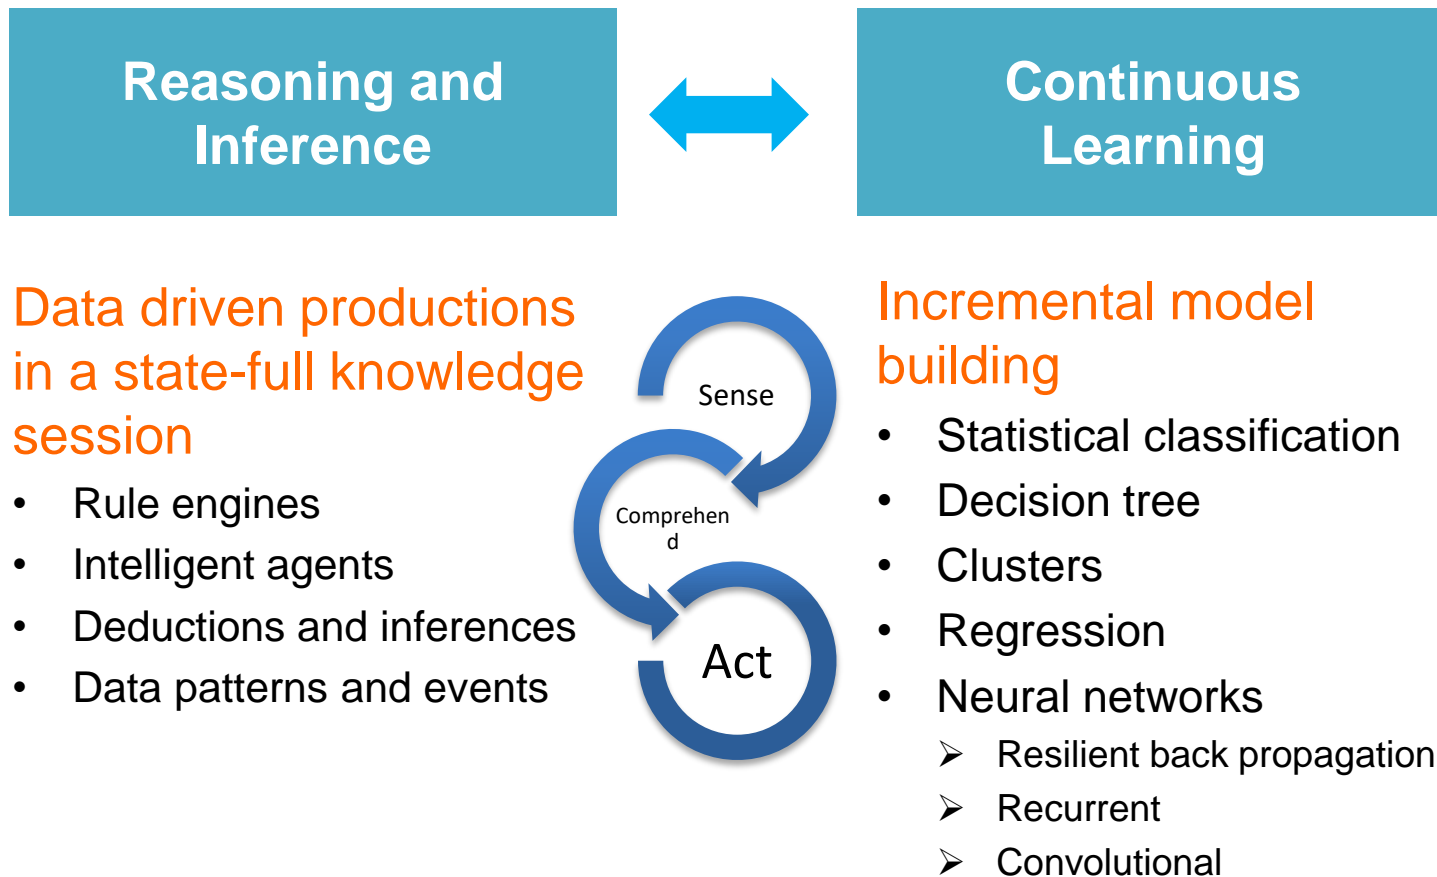 Reasoning and
Inference
Continuous
Learning
Data driven productions
in a state-full knowledge
session
• Rule engines
• Intelligent agents
• Deductions and inferences
• Data patterns and events
Sense
Comprehen
d
Act
Incremental model
building
• Statistical classification
• Decision tree
• Clusters
• Regression
• Neural networks
➢ Resilient back propagation
➢ Recurrent
➢ Convolutional